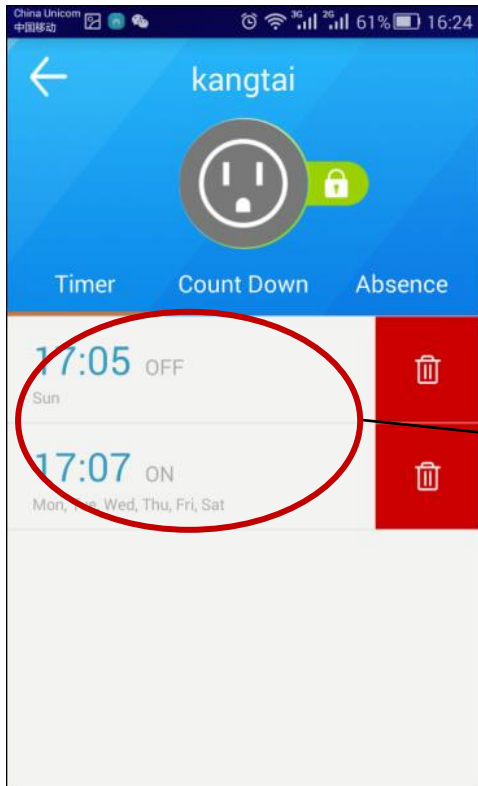 China Unicom
中国移动
3G 2G 61% 16:24
kangtai
Timer Count Down Absence
17:05 OFF
Sun
17:07 ON
Mon, Tue, Wed, Thu, Fri, Sat